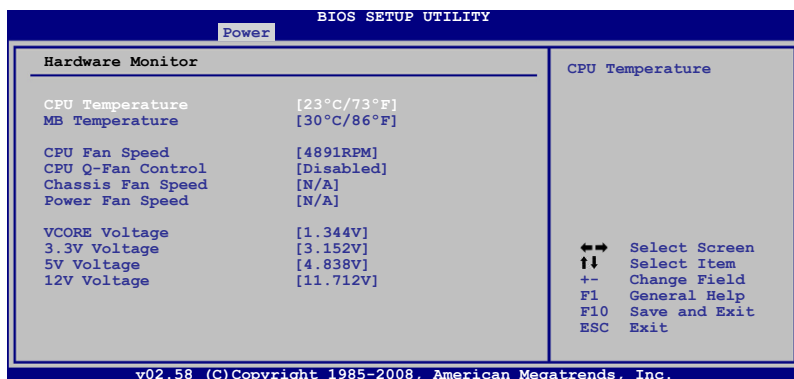 BIOS SETUP UTILITY
Power
Hardware Monitor
CPU Temperature [23°C/73°F]
MB Temperature [30°C/86°F]
CPU Fan Speed [4891RPM]
CPU Q-Fan Control [Disabled]
Chassis Fan Speed [N/A]
Power Fan Speed [N/A]
VCORE Voltage [1.344V]
3.3V Voltage [3.152V]
5V Voltage [4.838V]
12V Voltage [11.712V]
CPU Temperature
←→ Select Screen
↑↓ Select Item
+- Change Field
F1 General Help
F10 Save and Exit
ESC Exit
v02.58 (C)Copyright 1985-2008, American Megatrends, Inc.